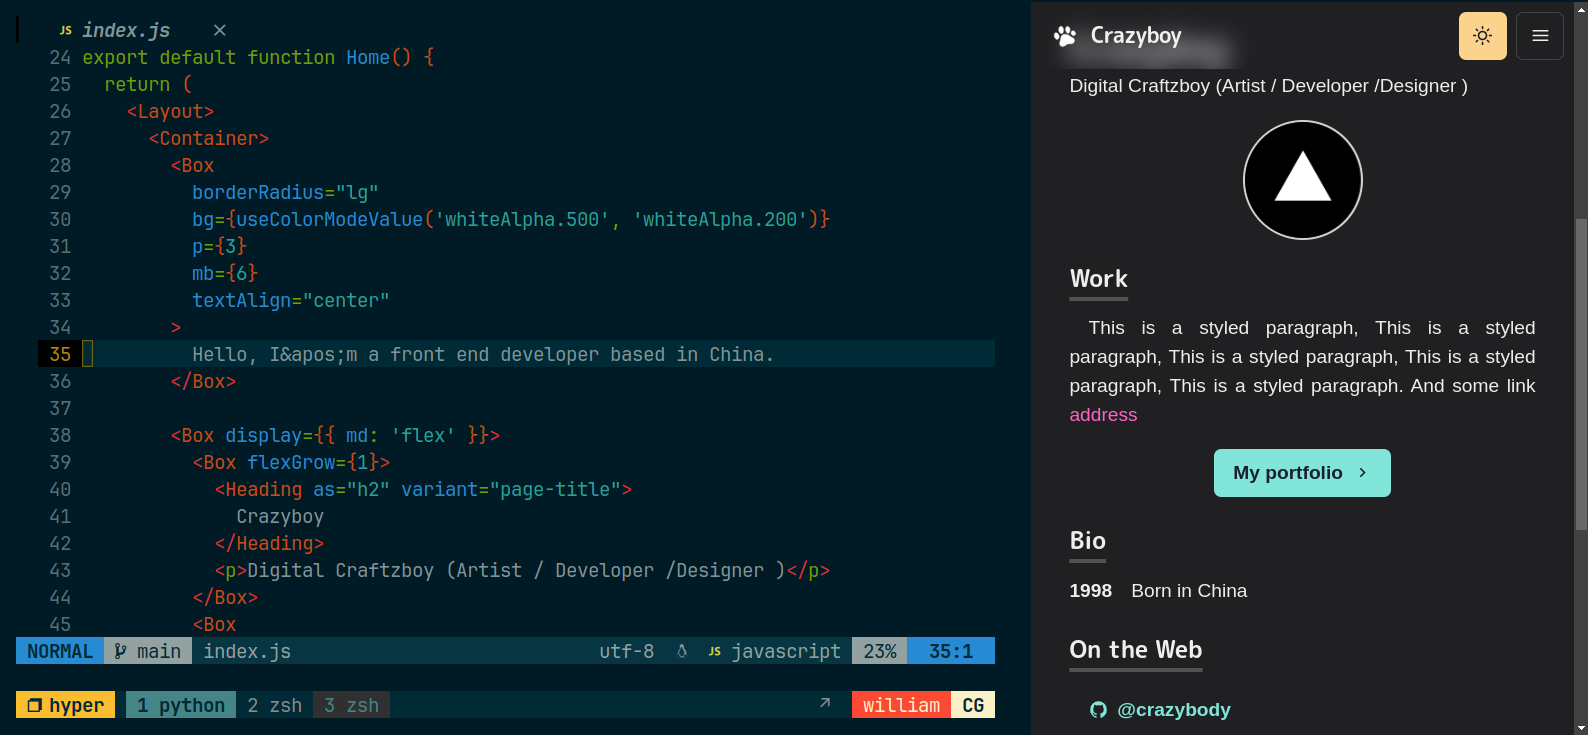 JS index.js ×
24 export default function Home() {
25 return (
26 <Layout>
27 <Container>
28 <Box
29 borderRadius="lg"
30 bg={useColorModeValue('whiteAlpha.500', 'whiteAlpha.200')}
31 p={3}
32 mb={6}
33 textAlign="center"
34 >
35 Hello, I&apos;m a front end developer based in China.
36 </Box>
37
38 <Box display={{ md: 'flex' }}>
39 <Box flexGrow={1}>
40 <Heading as="h2" variant="page-title">
41 Crazyboy
42 </Heading>
43 <p>Digital Craftzboy (Artist / Developer /Designer )</p>
44 </Box>
45 <Box
NORMAL main index.js utf-8 JS javascript 23% 35:1
hyper 1 python 2 zsh 3 zsh william CG
Crazyboy
Digital Craftzboy (Artist / Developer /Designer )
Work
This is a styled paragraph, This is a styled
paragraph, This is a styled paragraph, This is a styled
paragraph, This is a styled paragraph. And some link
address
My portfolio
Bio
1998 Born in China
On the Web
@crazybody